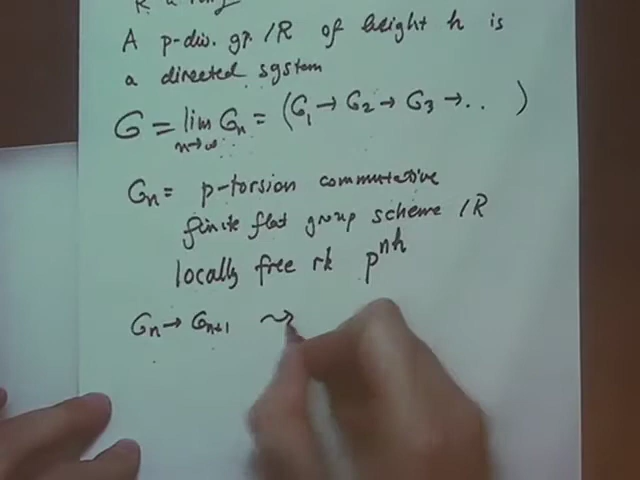 R a ring
A p-div. gp. /R of height h is
a directed system
G = lim Gn = (G1 → G2 → G3 → .. )
n→∞
Gn = p-torsion commutative
finite flat group scheme /R
locally free rk p^nh
Gn → Gn+1 ⇝